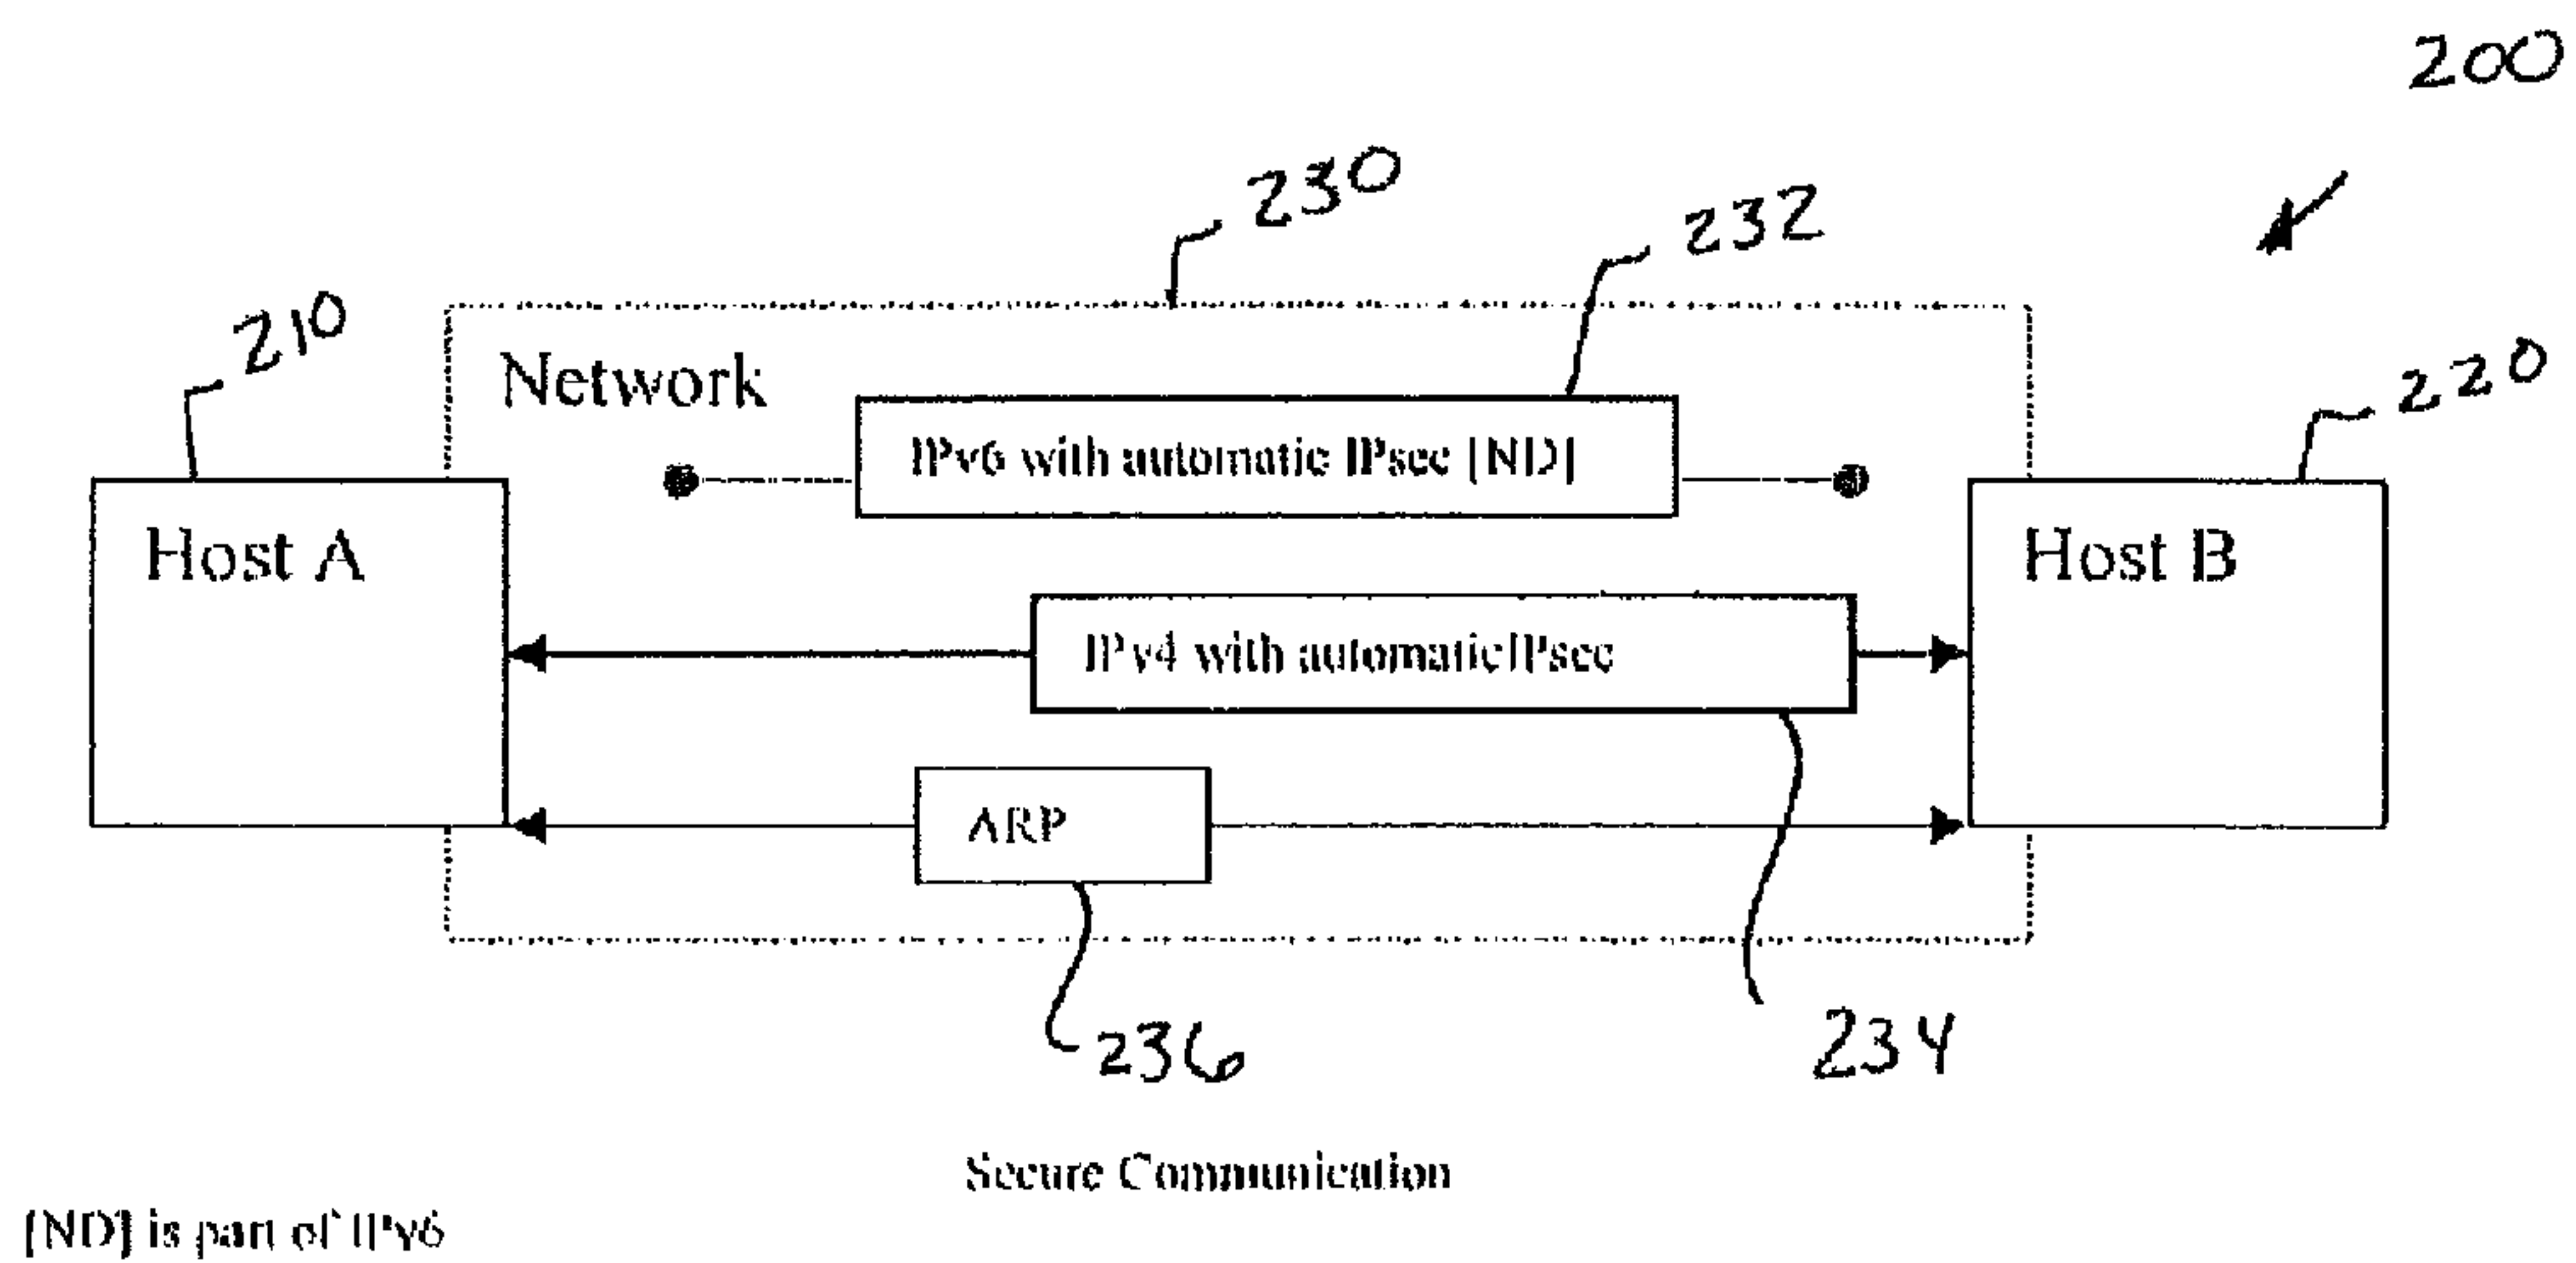 200
230
232
210
Network
220
IPv6 with automatic IPsec [ND]
Host A
Host B
IPv4 with automaticIPsec
ARP
236
234
Secure Communication
[ND] is part of IPv6